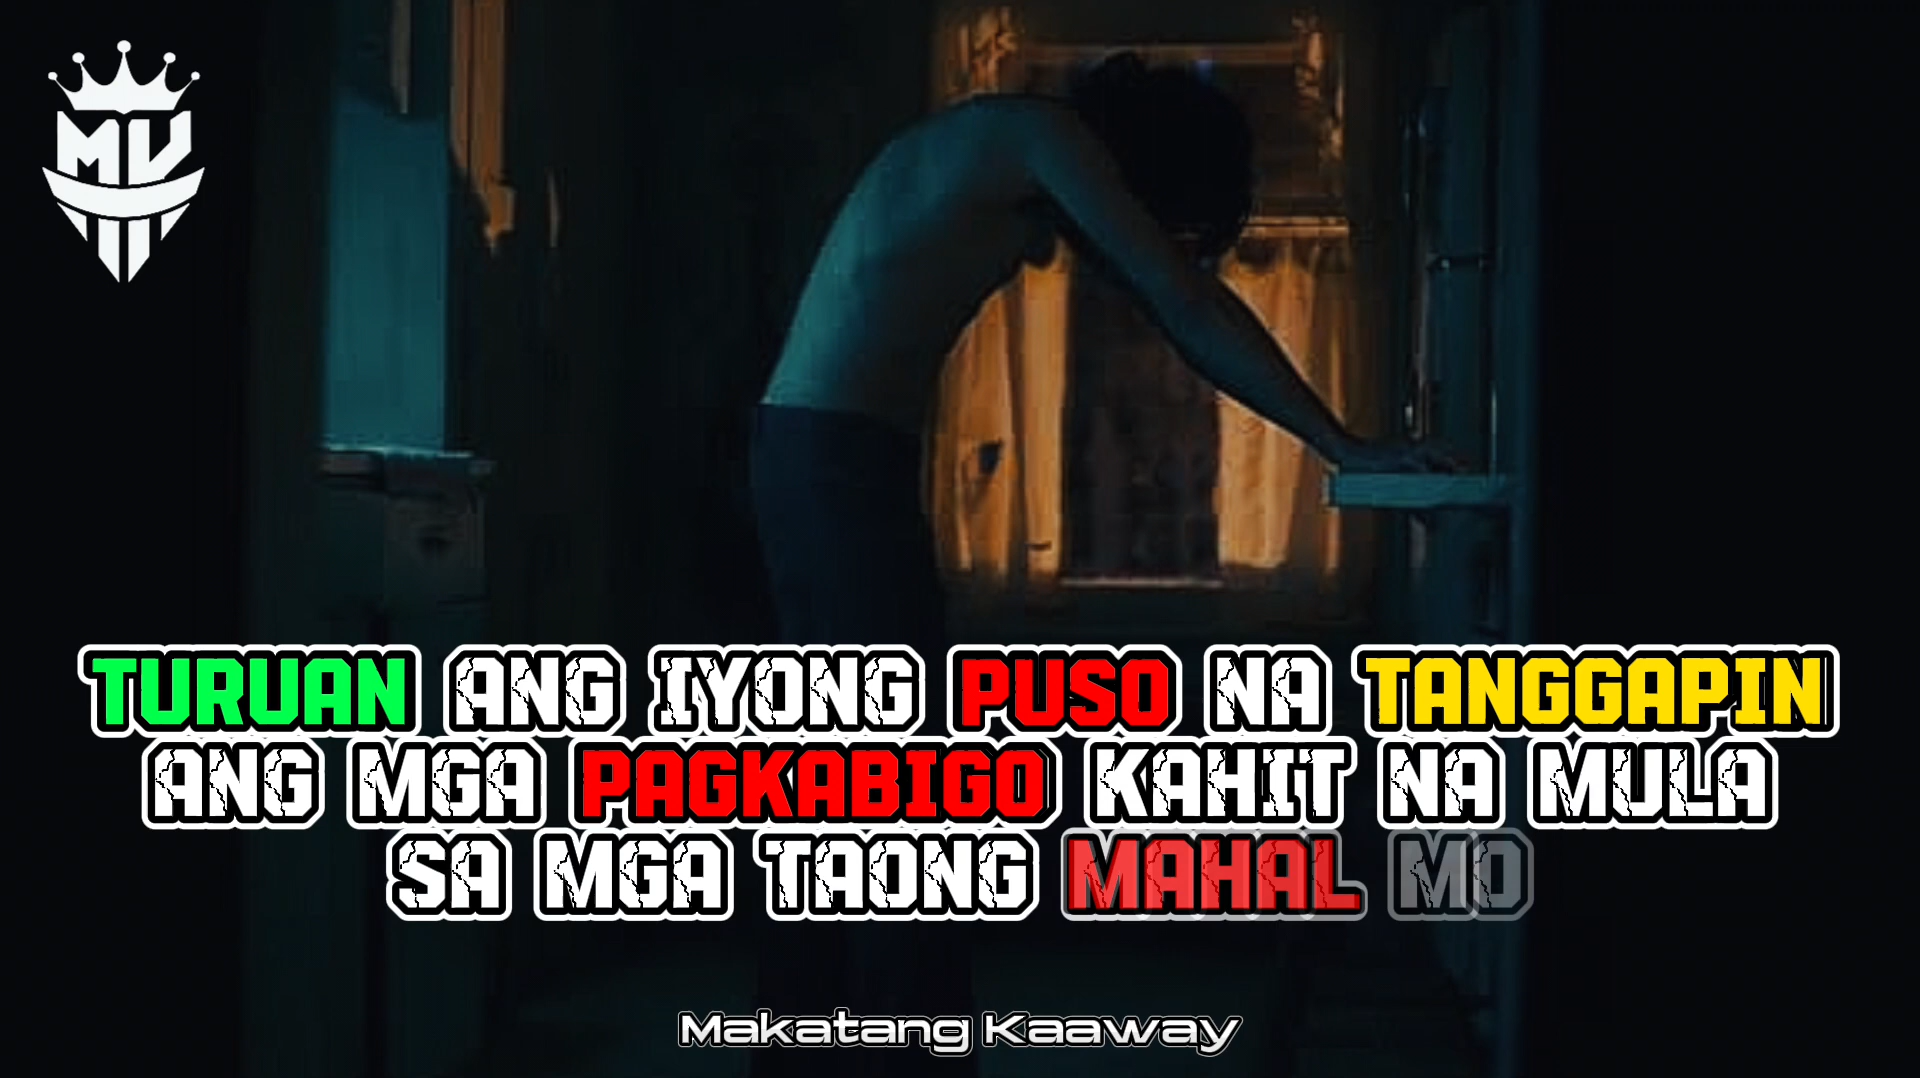 MV
TURUAN ANG IYONG PUSO NA TANGGAPIN
ANG MGA PAGKABIGO KAHIT NA MULA
SA MGA TAONG MAHAL MO
Makatang Kaaway